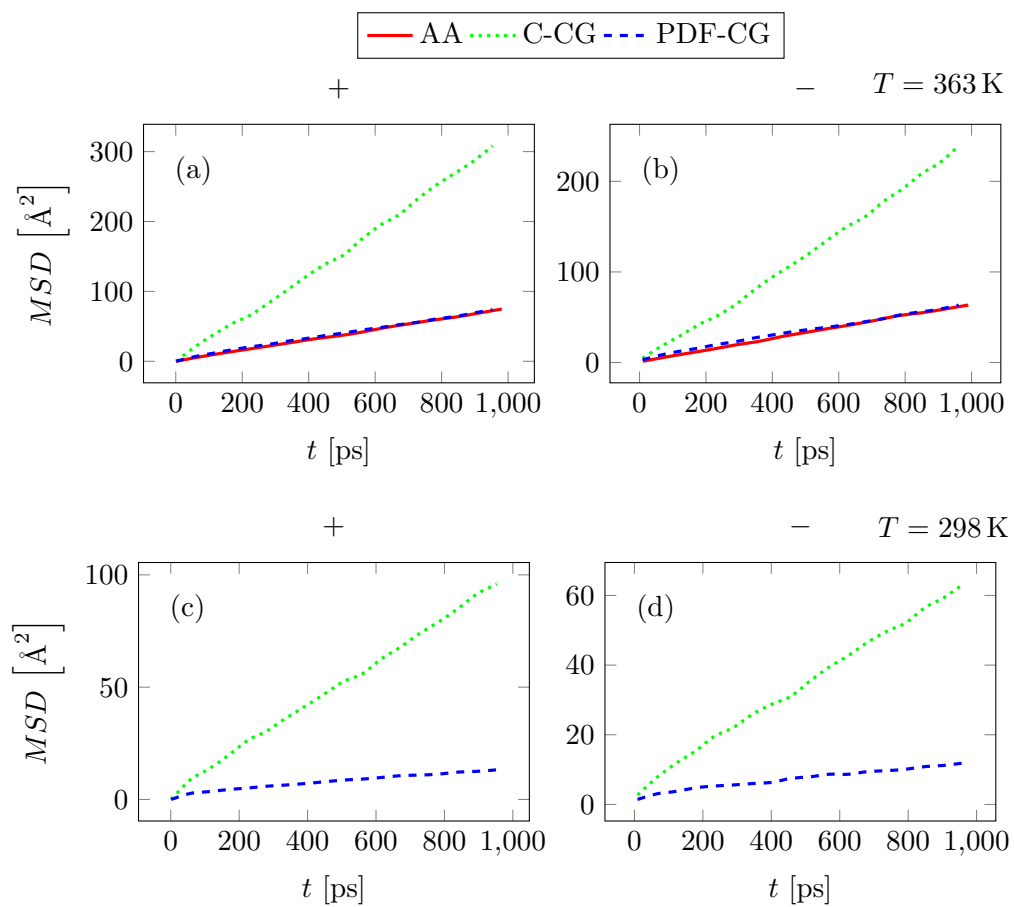 AA C-CG PDF-CG
+ − T = 363 K
(a) (b)
MSD [Å²]
300
200
100
0
200
100
0
0 200 400 600 800 1,000
0 200 400 600 800 1,000
t [ps] t [ps]
+ − T = 298 K
(c) (d)
MSD [Å²]
100
50
0
60
40
20
0
0 200 400 600 800 1,000
0 200 400 600 800 1,000
t [ps] t [ps]